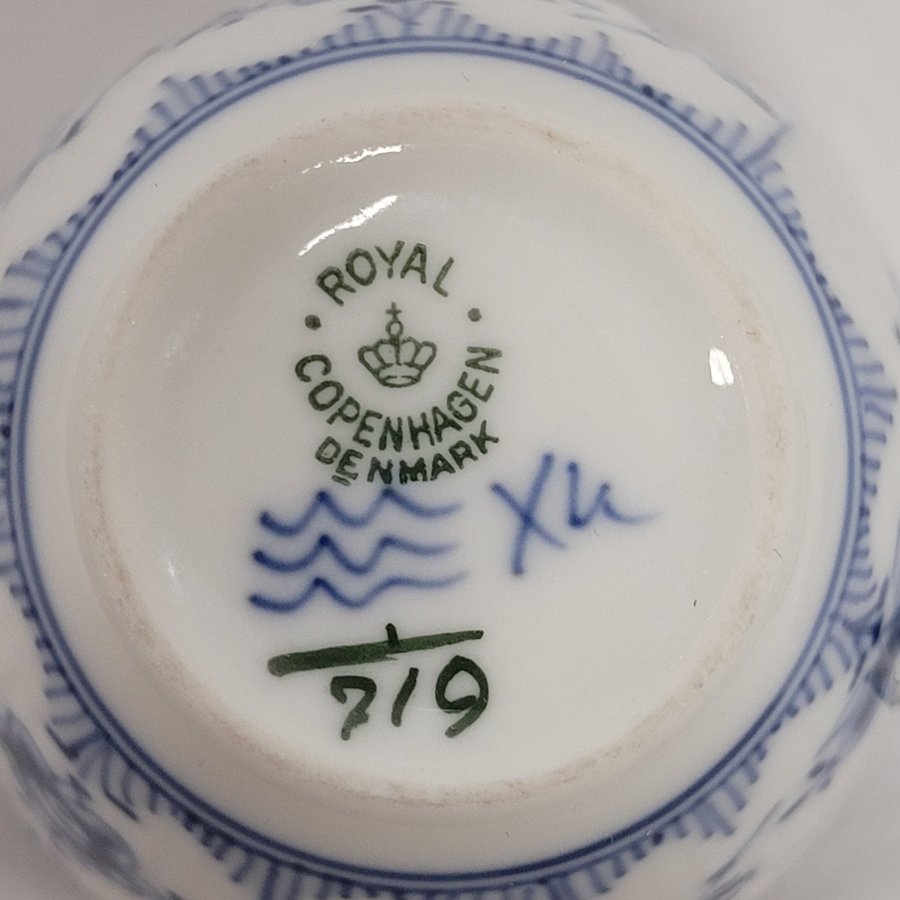 ROYAL
COPENHAGEN
DENMARK
1
719